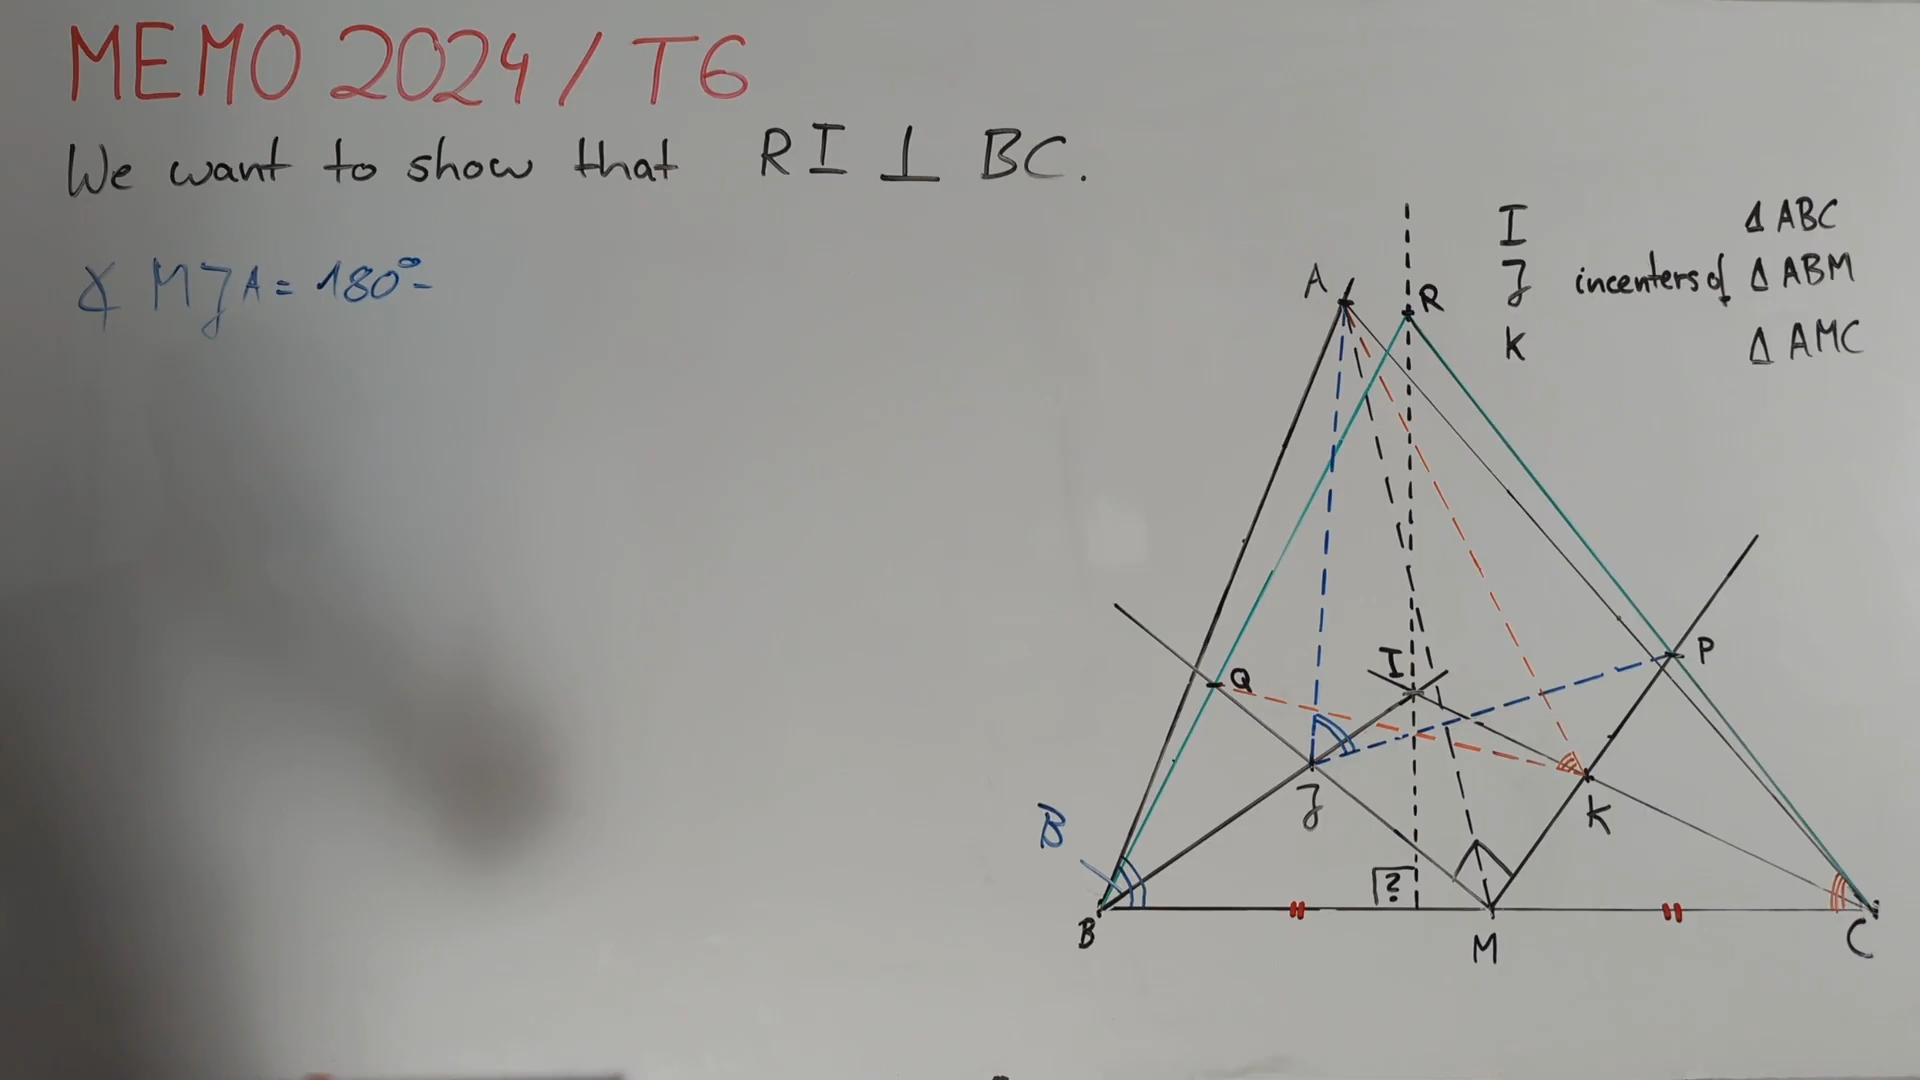 MEMO 2024 / T6
We want to show that RI ⊥ BC.
∢ MJA = 180° -
I Δ ABC
J incenters of Δ ABM
K Δ AMC
A
R
I
Q
P
J
K
B
?
B
M
C